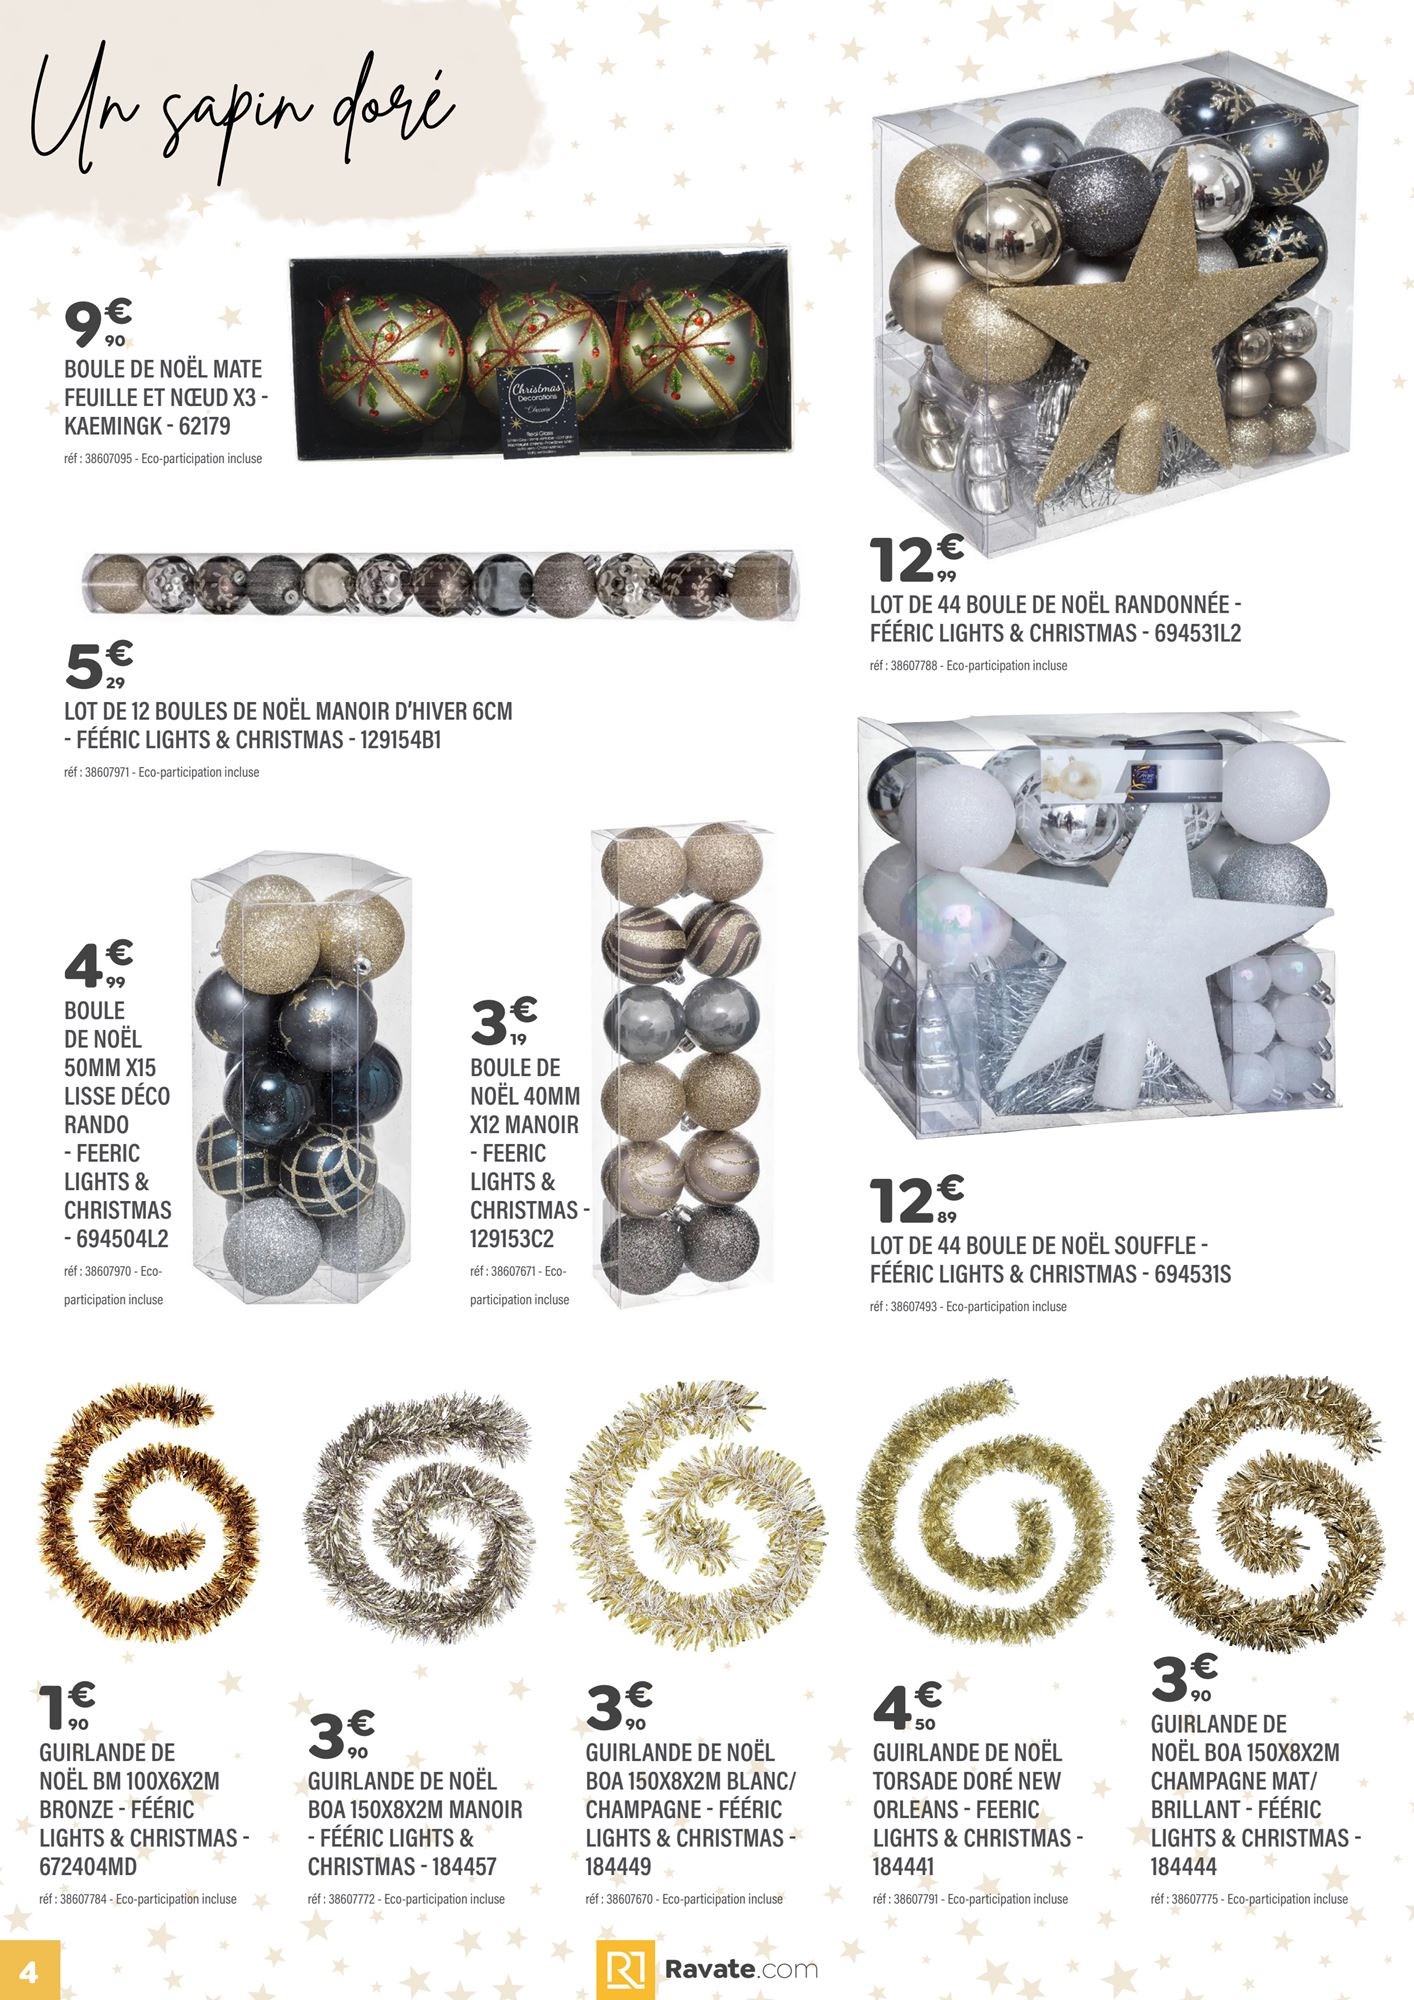 Un sapin doré
9€90
BOULE DE NOËL MATE
FEUILLE ET NŒUD X3 -
KAEMINGK - 62179
réf : 38607095 - Eco-participation incluse
Christmas
Decorations
by Decoris
Real Glass
12€99
LOT DE 44 BOULE DE NOËL RANDONNÉE -
FÉÉRIC LIGHTS & CHRISTMAS - 694531L2
réf : 38607788 - Eco-participation incluse
5€29
LOT DE 12 BOULES DE NOËL MANOIR D'HIVER 6CM
- FÉÉRIC LIGHTS & CHRISTMAS - 129154B1
réf : 38607971 - Eco-participation incluse
4€99
BOULE
DE NOËL
50MM X15
LISSE DÉCO
RANDO
- FEERIC
LIGHTS &
CHRISTMAS
- 694504L2
réf : 38607970 - Eco-
participation incluse
3€19
BOULE DE
NOËL 40MM
X12 MANOIR
- FEERIC
LIGHTS &
CHRISTMAS -
129153C2
réf : 38607671 - Eco-
participation incluse
12€89
LOT DE 44 BOULE DE NOËL SOUFFLE -
FÉÉRIC LIGHTS & CHRISTMAS - 694531S
réf : 38607493 - Eco-participation incluse
1€90
GUIRLANDE DE
NOËL BM 100X6X2M
BRONZE - FÉÉRIC
LIGHTS & CHRISTMAS -
672404MD
réf : 38607784 - Eco-participation incluse
3€90
GUIRLANDE DE NOËL
BOA 150X8X2M MANOIR
- FÉÉRIC LIGHTS &
CHRISTMAS - 184457
réf : 38607772 - Eco-participation incluse
3€90
GUIRLANDE DE NOËL
BOA 150X8X2M BLANC/
CHAMPAGNE - FÉÉRIC
LIGHTS & CHRISTMAS -
184449
réf : 38607670 - Eco-participation incluse
4€50
GUIRLANDE DE NOËL
TORSADE DORÉ NEW
ORLEANS - FEERIC
LIGHTS & CHRISTMAS -
184441
réf : 38607791 - Eco-participation incluse
3€90
GUIRLANDE DE
NOËL BOA 150X8X2M
CHAMPAGNE MAT/
BRILLANT - FÉÉRIC
LIGHTS & CHRISTMAS -
184444
réf : 38607775 - Eco-participation incluse
4
Ravate.com